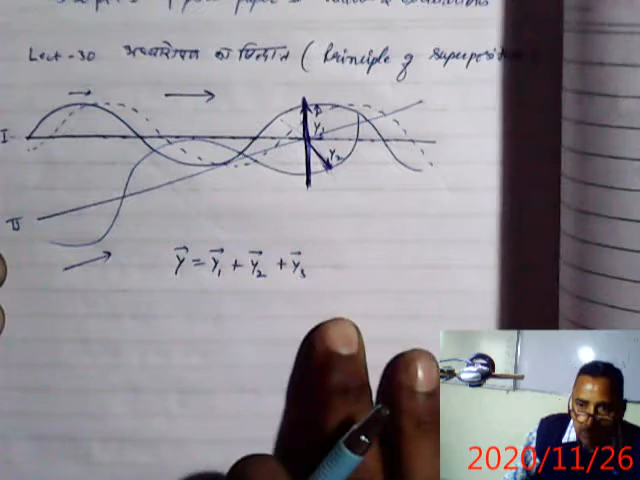 Lect-30 अध्यारोपण का सिद्धान्त ( Principle of superposition
I
P
Y₁
Y₂
II
y⃗ = y⃗₁ + y⃗₂ + y⃗₃
2020/11/26